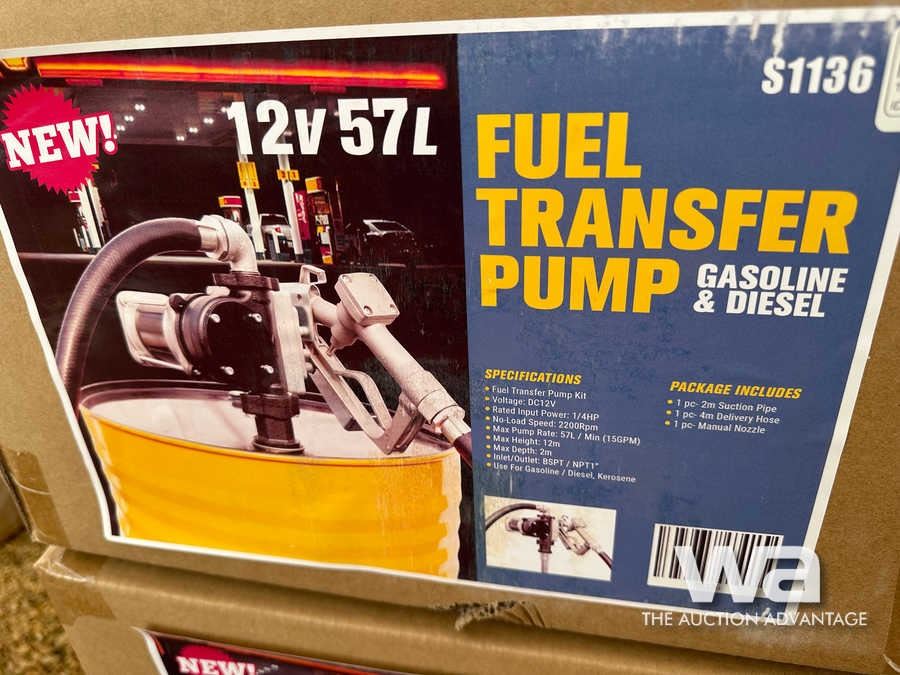 S1136
NEW!
12V 57L
FUEL
TRANSFER
PUMP
GASOLINE
& DIESEL
SPECIFICATIONS
• Fuel Transfer Pump Kit
• Voltage: DC12V
• Rated Input Power: 1/4HP
• No-Load Speed: 2200Rpm
• Max Pump Rate: 57L / Min (15GPM)
• Max Height: 12m
• Max Depth: 2m
• Inlet/Outlet: BSPT / NPT1"
• Use For Gasoline / Diesel, Kerosene
PACKAGE INCLUDES
• 1 pc- 2m Suction Pipe
• 1 pc- 4m Delivery Hose
• 1 pc- Manual Nozzle
wa
THE AUCTION ADVANTAGE
NEW!